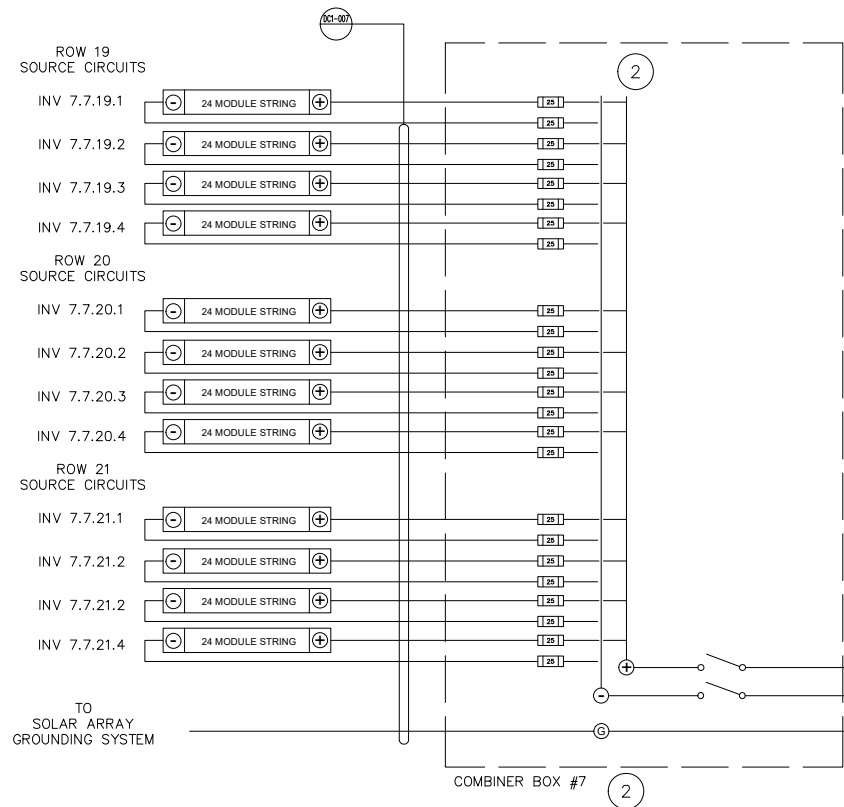 DC1-007
ROW 19
SOURCE CIRCUITS
2
INV 7.7.19.1
- 24 MODULE STRING +
25
25
INV 7.7.19.2
- 24 MODULE STRING +
25
25
INV 7.7.19.3
- 24 MODULE STRING +
25
25
INV 7.7.19.4
- 24 MODULE STRING +
25
25
ROW 20
SOURCE CIRCUITS
INV 7.7.20.1
- 24 MODULE STRING +
25
25
INV 7.7.20.2
- 24 MODULE STRING +
25
25
INV 7.7.20.3
- 24 MODULE STRING +
25
25
INV 7.7.20.4
- 24 MODULE STRING +
25
25
ROW 21
SOURCE CIRCUITS
INV 7.7.21.1
- 24 MODULE STRING +
25
25
INV 7.7.21.2
- 24 MODULE STRING +
25
25
INV 7.7.21.2
- 24 MODULE STRING +
25
25
INV 7.7.21.4
- 24 MODULE STRING +
25
25
+
-
TO
SOLAR ARRAY
GROUNDING SYSTEM
G
COMBINER BOX #7
2